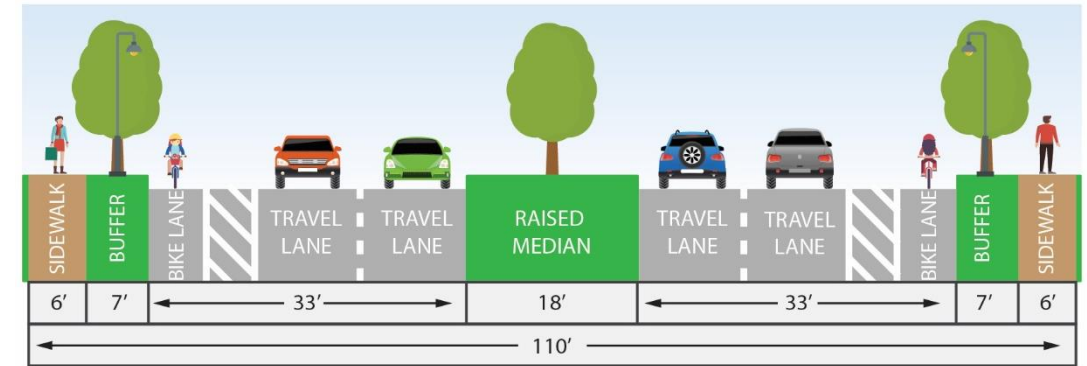 SIDEWALK
BUFFER
BIKE LANE
TRAVEL
LANE
TRAVEL
LANE
RAISED
MEDIAN
TRAVEL
LANE
TRAVEL
LANE
BIKE LANE
BUFFER
SIDEWALK
6' 7' 33' 18' 33' 7' 6'
110'